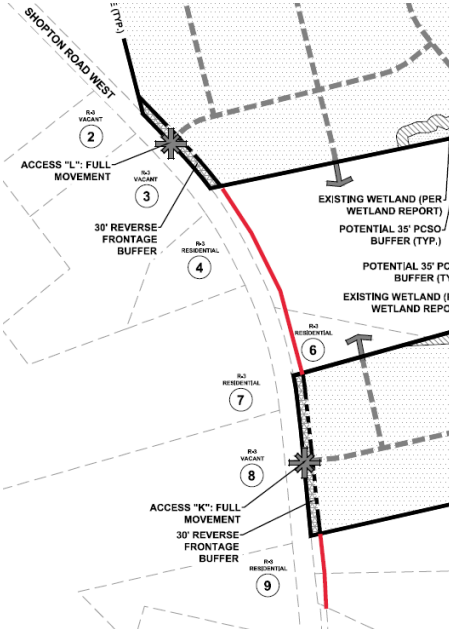 (TYP.)
SHOPTON ROAD WEST
R-3
VACANT
2
ACCESS "L": FULL
MOVEMENT
R-3
VACANT
3
30' REVERSE
FRONTAGE
BUFFER
R-3
RESIDENTIAL
4
EXISTING WETLAND (PER
WETLAND REPORT)
POTENTIAL 35' PCSO
BUFFER (TYP.)
POTENTIAL 35' PC
BUFFER (TY
EXISTING WETLAND (
WETLAND REPO
R-3
RESIDENTIAL
6
R-3
RESIDENTIAL
7
R-3
VACANT
8
ACCESS "K": FULL
MOVEMENT
30' REVERSE
FRONTAGE
BUFFER
R-3
RESIDENTIAL
9